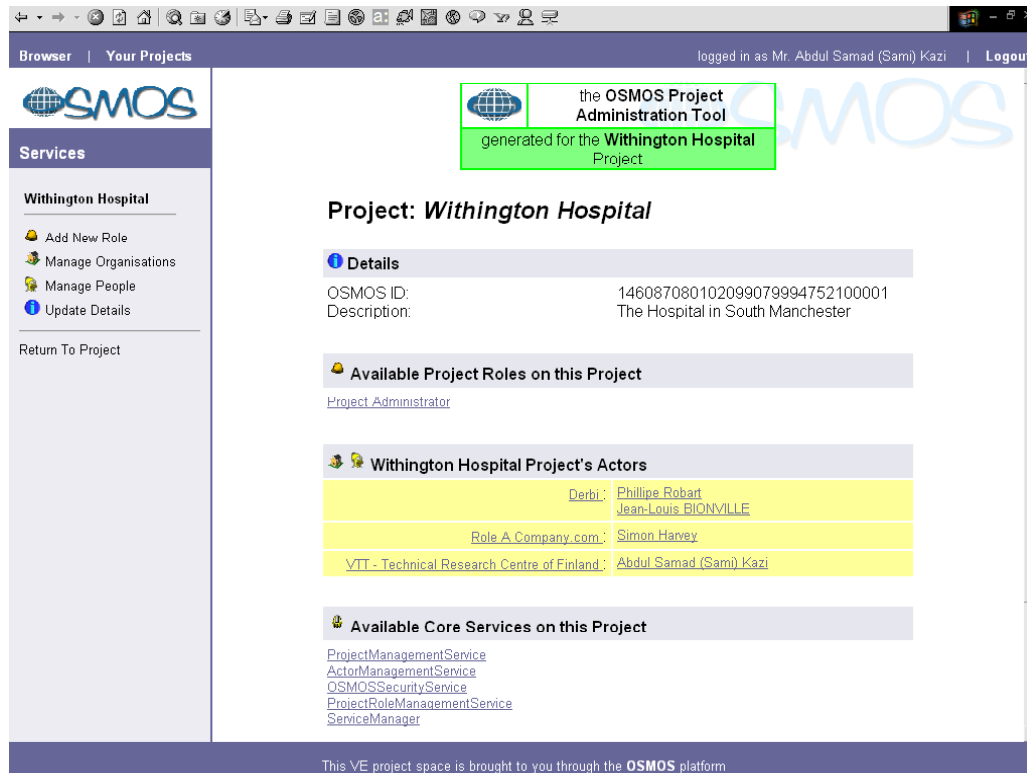 Browser | Your Projects
logged in as Mr. Abdul Samad (Sami) Kazi | Logout
OSMOS
OSMOS
the OSMOS Project
Administration Tool
generated for the Withington Hospital
Project
Services
Withington Hospital
Add New Role
Manage Organisations
Manage People
Update Details
Return To Project
Project: Withington Hospital
Details
OSMOS ID: 146087080102099079994752100001
Description: The Hospital in South Manchester
Available Project Roles on this Project
Project Administrator
Withington Hospital Project's Actors
Derbi : Phillipe Robart
Jean-Louis BIONVILLE
Role A Company.com : Simon Harvey
VTT - Technical Research Centre of Finland : Abdul Samad (Sami) Kazi
Available Core Services on this Project
ProjectManagementService
ActorManagementService
OSMOSSecurityService
ProjectRoleManagementService
ServiceManager
This VE project space is brought to you through the OSMOS platform